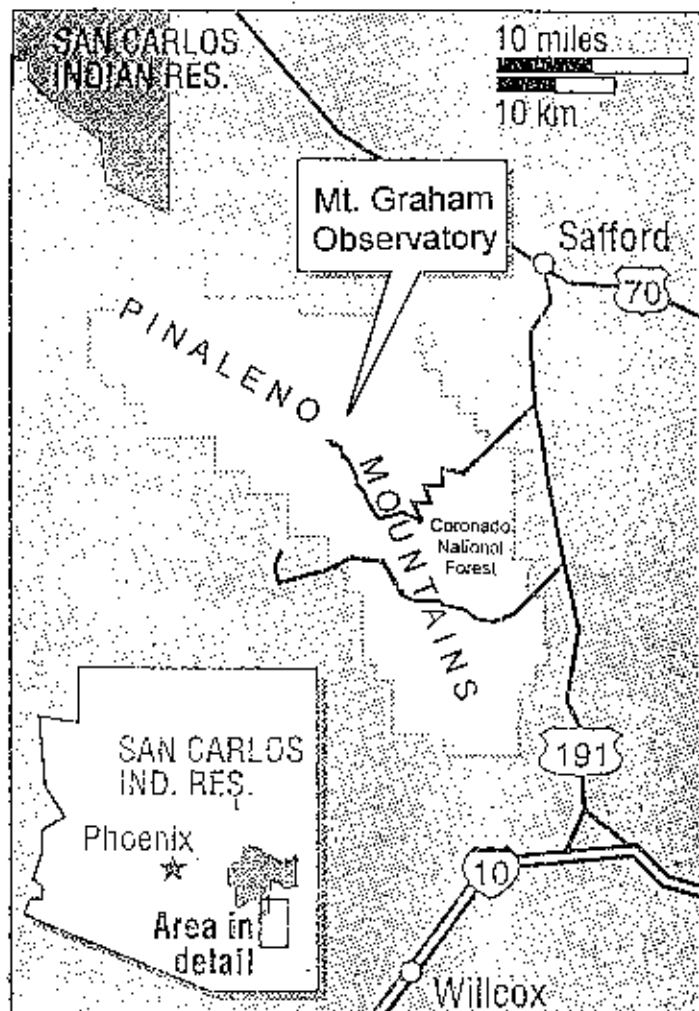 SAN CARLOS
INDIAN RES.
10 miles
10 km
Mt. Graham
Observatory
Safford
70
PINALENO
MOUNTAINS
Coronado
National
Forest
191
SAN CARLOS
IND. RES.
Phoenix
Area in
detail
10
Willcox